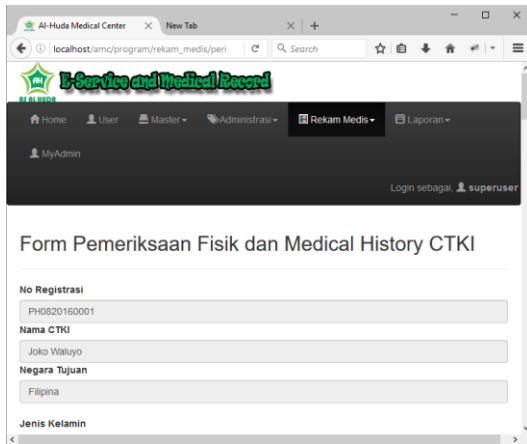 Al-Huda Medical Center
New Tab
localhost/amc/program/rekam_medis/peri
Search
AH
E-Service and Medical Record
Home
User
Master
Administrasi
Rekam Medis
Laporan
MyAdmin
Login sebagai, superuser
Form Pemeriksaan Fisik dan Medical History CTKI
No Registrasi
PH0820160001
Nama CTKI
Joko Waluyo
Negara Tujuan
Filipina
Jenis Kelamin